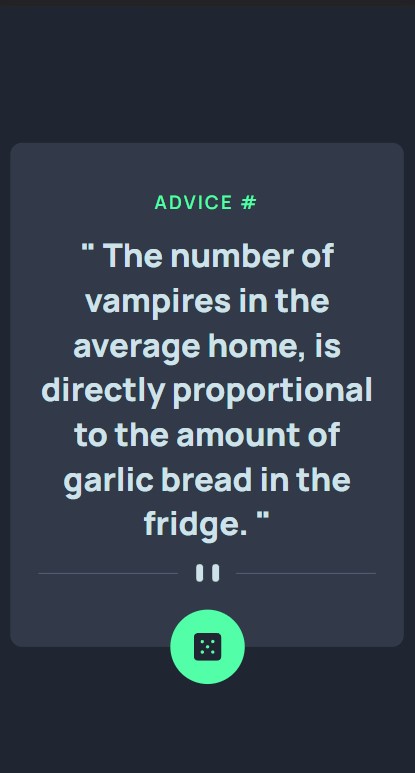 ADVICE #
" The number of
vampires in the
average home, is
directly proportional
to the amount of
garlic bread in the
fridge. "